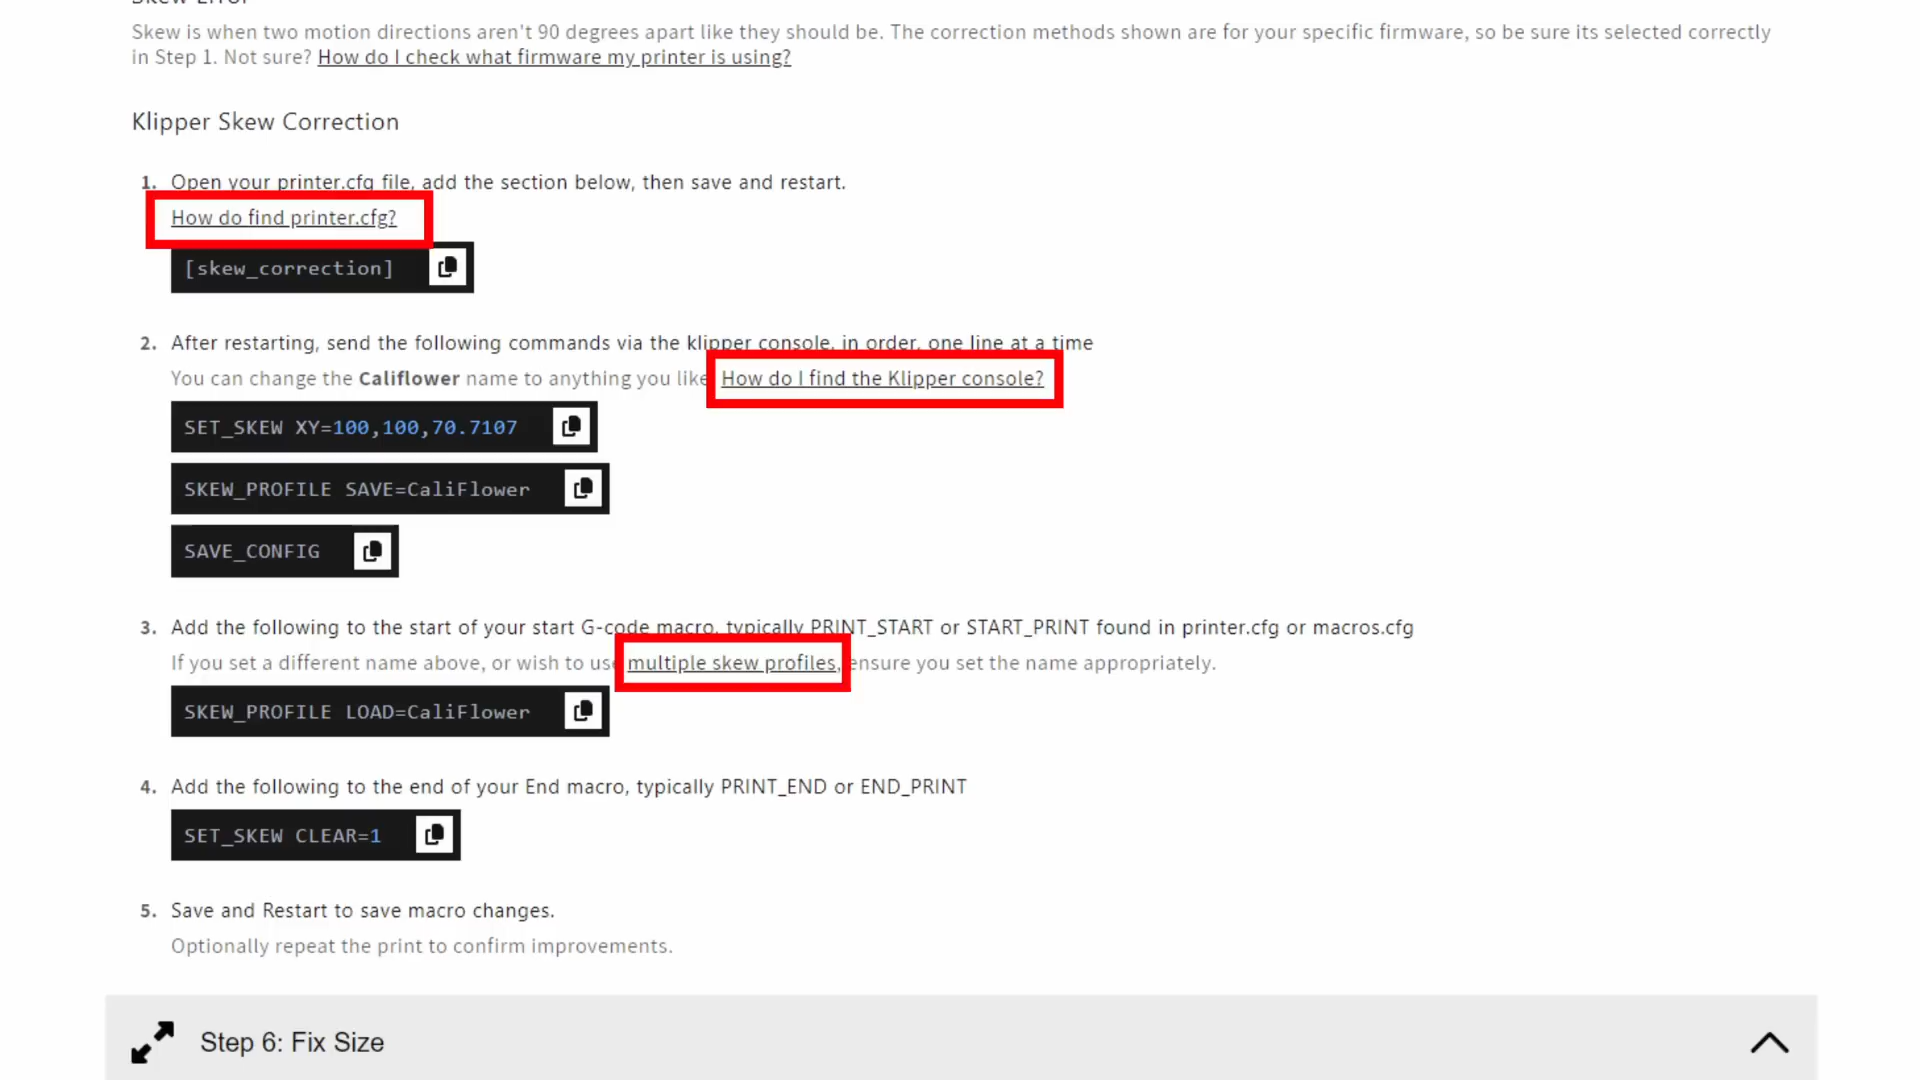 Skew Error
Skew is when two motion directions aren't 90 degrees apart like they should be. The correction methods shown are for your specific firmware, so be sure its selected correctly
in Step 1. Not sure? How do I check what firmware my printer is using?
Klipper Skew Correction
1. Open your printer.cfg file, add the section below, then save and restart.
How do find printer.cfg?
[skew_correction]
2. After restarting, send the following commands via the klipper console, in order, one line at a time
You can change the Califlower name to anything you like How do I find the Klipper console?
SET_SKEW XY=100,100,70.7107
SKEW_PROFILE SAVE=CaliFlower
SAVE_CONFIG
3. Add the following to the start of your start G-code macro, typically PRINT_START or START_PRINT found in printer.cfg or macros.cfg
If you set a different name above, or wish to use multiple skew profiles, ensure you set the name appropriately.
SKEW_PROFILE LOAD=CaliFlower
4. Add the following to the end of your End macro, typically PRINT_END or END_PRINT
SET_SKEW CLEAR=1
5. Save and Restart to save macro changes.
Optionally repeat the print to confirm improvements.
Step 6: Fix Size